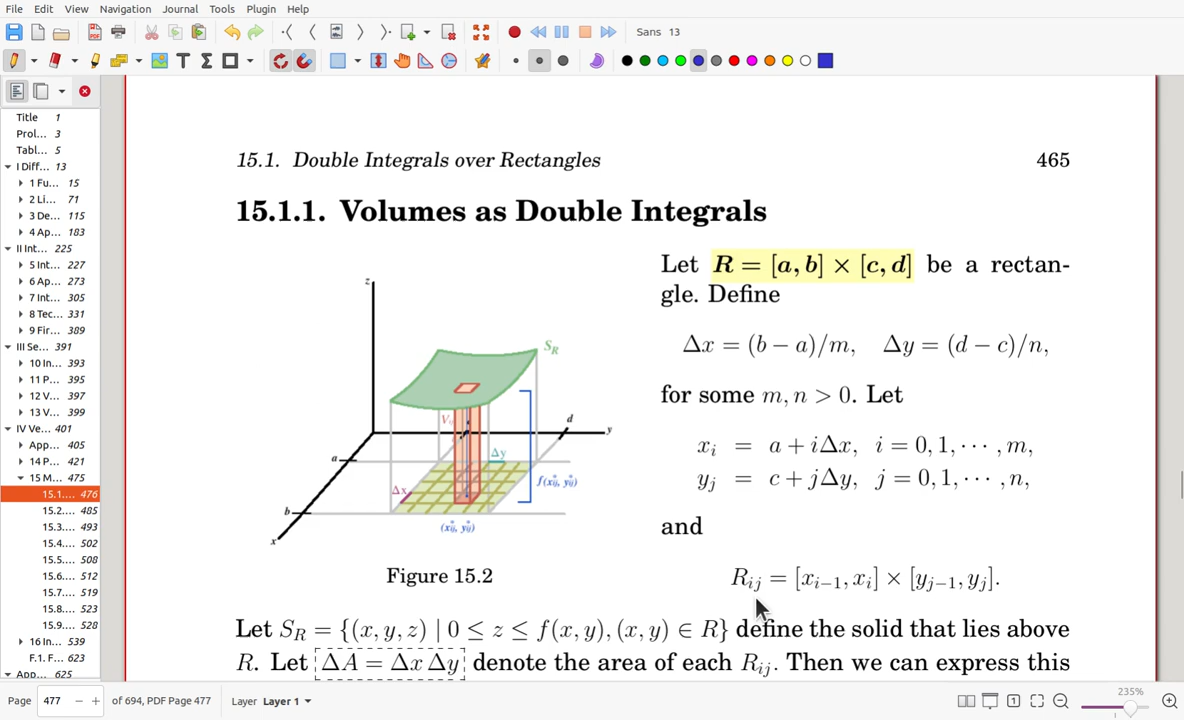 File Edit View Navigation Journal Tools Plugin Help
Sans 13
Title 1
Prol... 3
Tabl... 5
I Diff... 13
1 Fu... 15
2 Li... 71
3 De... 115
4 Ap... 183
II Int... 225
5 Int... 227
6 Ap... 273
7 Int... 305
8 Tec... 331
9 Fir... 389
III Se... 391
10 In... 393
11 P... 395
12 V... 397
13 V... 399
IV Ve... 401
App... 405
14 P... 421
15 M... 475
15.1.... 476
15.2.... 485
15.3.... 493
15.4.... 502
15.5.... 508
15.6.... 512
15.7.... 519
15.8.... 523
15.9.... 528
16 In... 539
F.1. F... 623
App... 625
15.1. Double Integrals over Rectangles 465
15.1.1. Volumes as Double Integrals
z
S_R
d
y
a
Δy
Δx
f(x*ij, y*ij)
b
(x*ij, y*ij)
x
Figure 15.2
Let R = [a, b] × [c, d] be a rectan-
gle. Define
Δx = (b − a)/m, Δy = (d − c)/n,
for some m, n > 0. Let
x_i = a + iΔx, i = 0, 1, ··· , m,
y_j = c + jΔy, j = 0, 1, ··· , n,
and
R_ij = [x_{i−1}, x_i] × [y_{j−1}, y_j].
Let S_R = {(x, y, z) | 0 ≤ z ≤ f(x, y), (x, y) ∈ R} define the solid that lies above
R. Let ΔA = Δx Δy denote the area of each R_ij. Then we can express this
Page 477 − + of 694, PDF Page 477 Layer Layer 1 235%